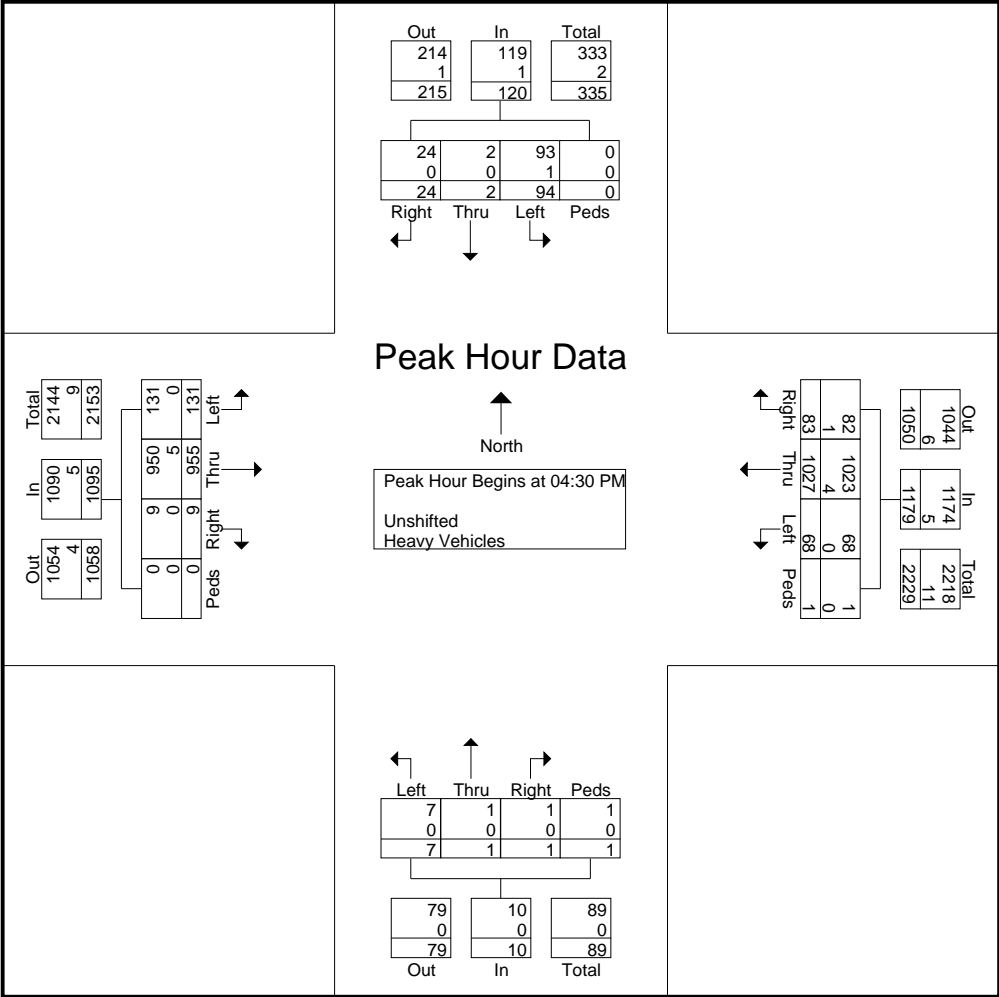 Out In Total
214 119 333
1 1 2
215 120 335
24 2 93 0
0 0 1 0
24 2 94 0
Right Thru Left Peds
Peak Hour Data
North
Peak Hour Begins at 04:30 PM
Unshifted
Heavy Vehicles
Total In Out
2144 1090 1054
9 5 4
2153 1095 1058
131 950 9 0
0 5 0 0
131 955 9 0
Left Thru Right Peds
Out In Total
1044 1174 2218
6 5 11
1050 1179 2229
82 1023 68 1
1 4 0 0
83 1027 68 1
Right Thru Left Peds
Left Thru Right Peds
7 1 1 1
0 0 0 0
7 1 1 1
79 10 89
0 0 0
79 10 89
Out In Total